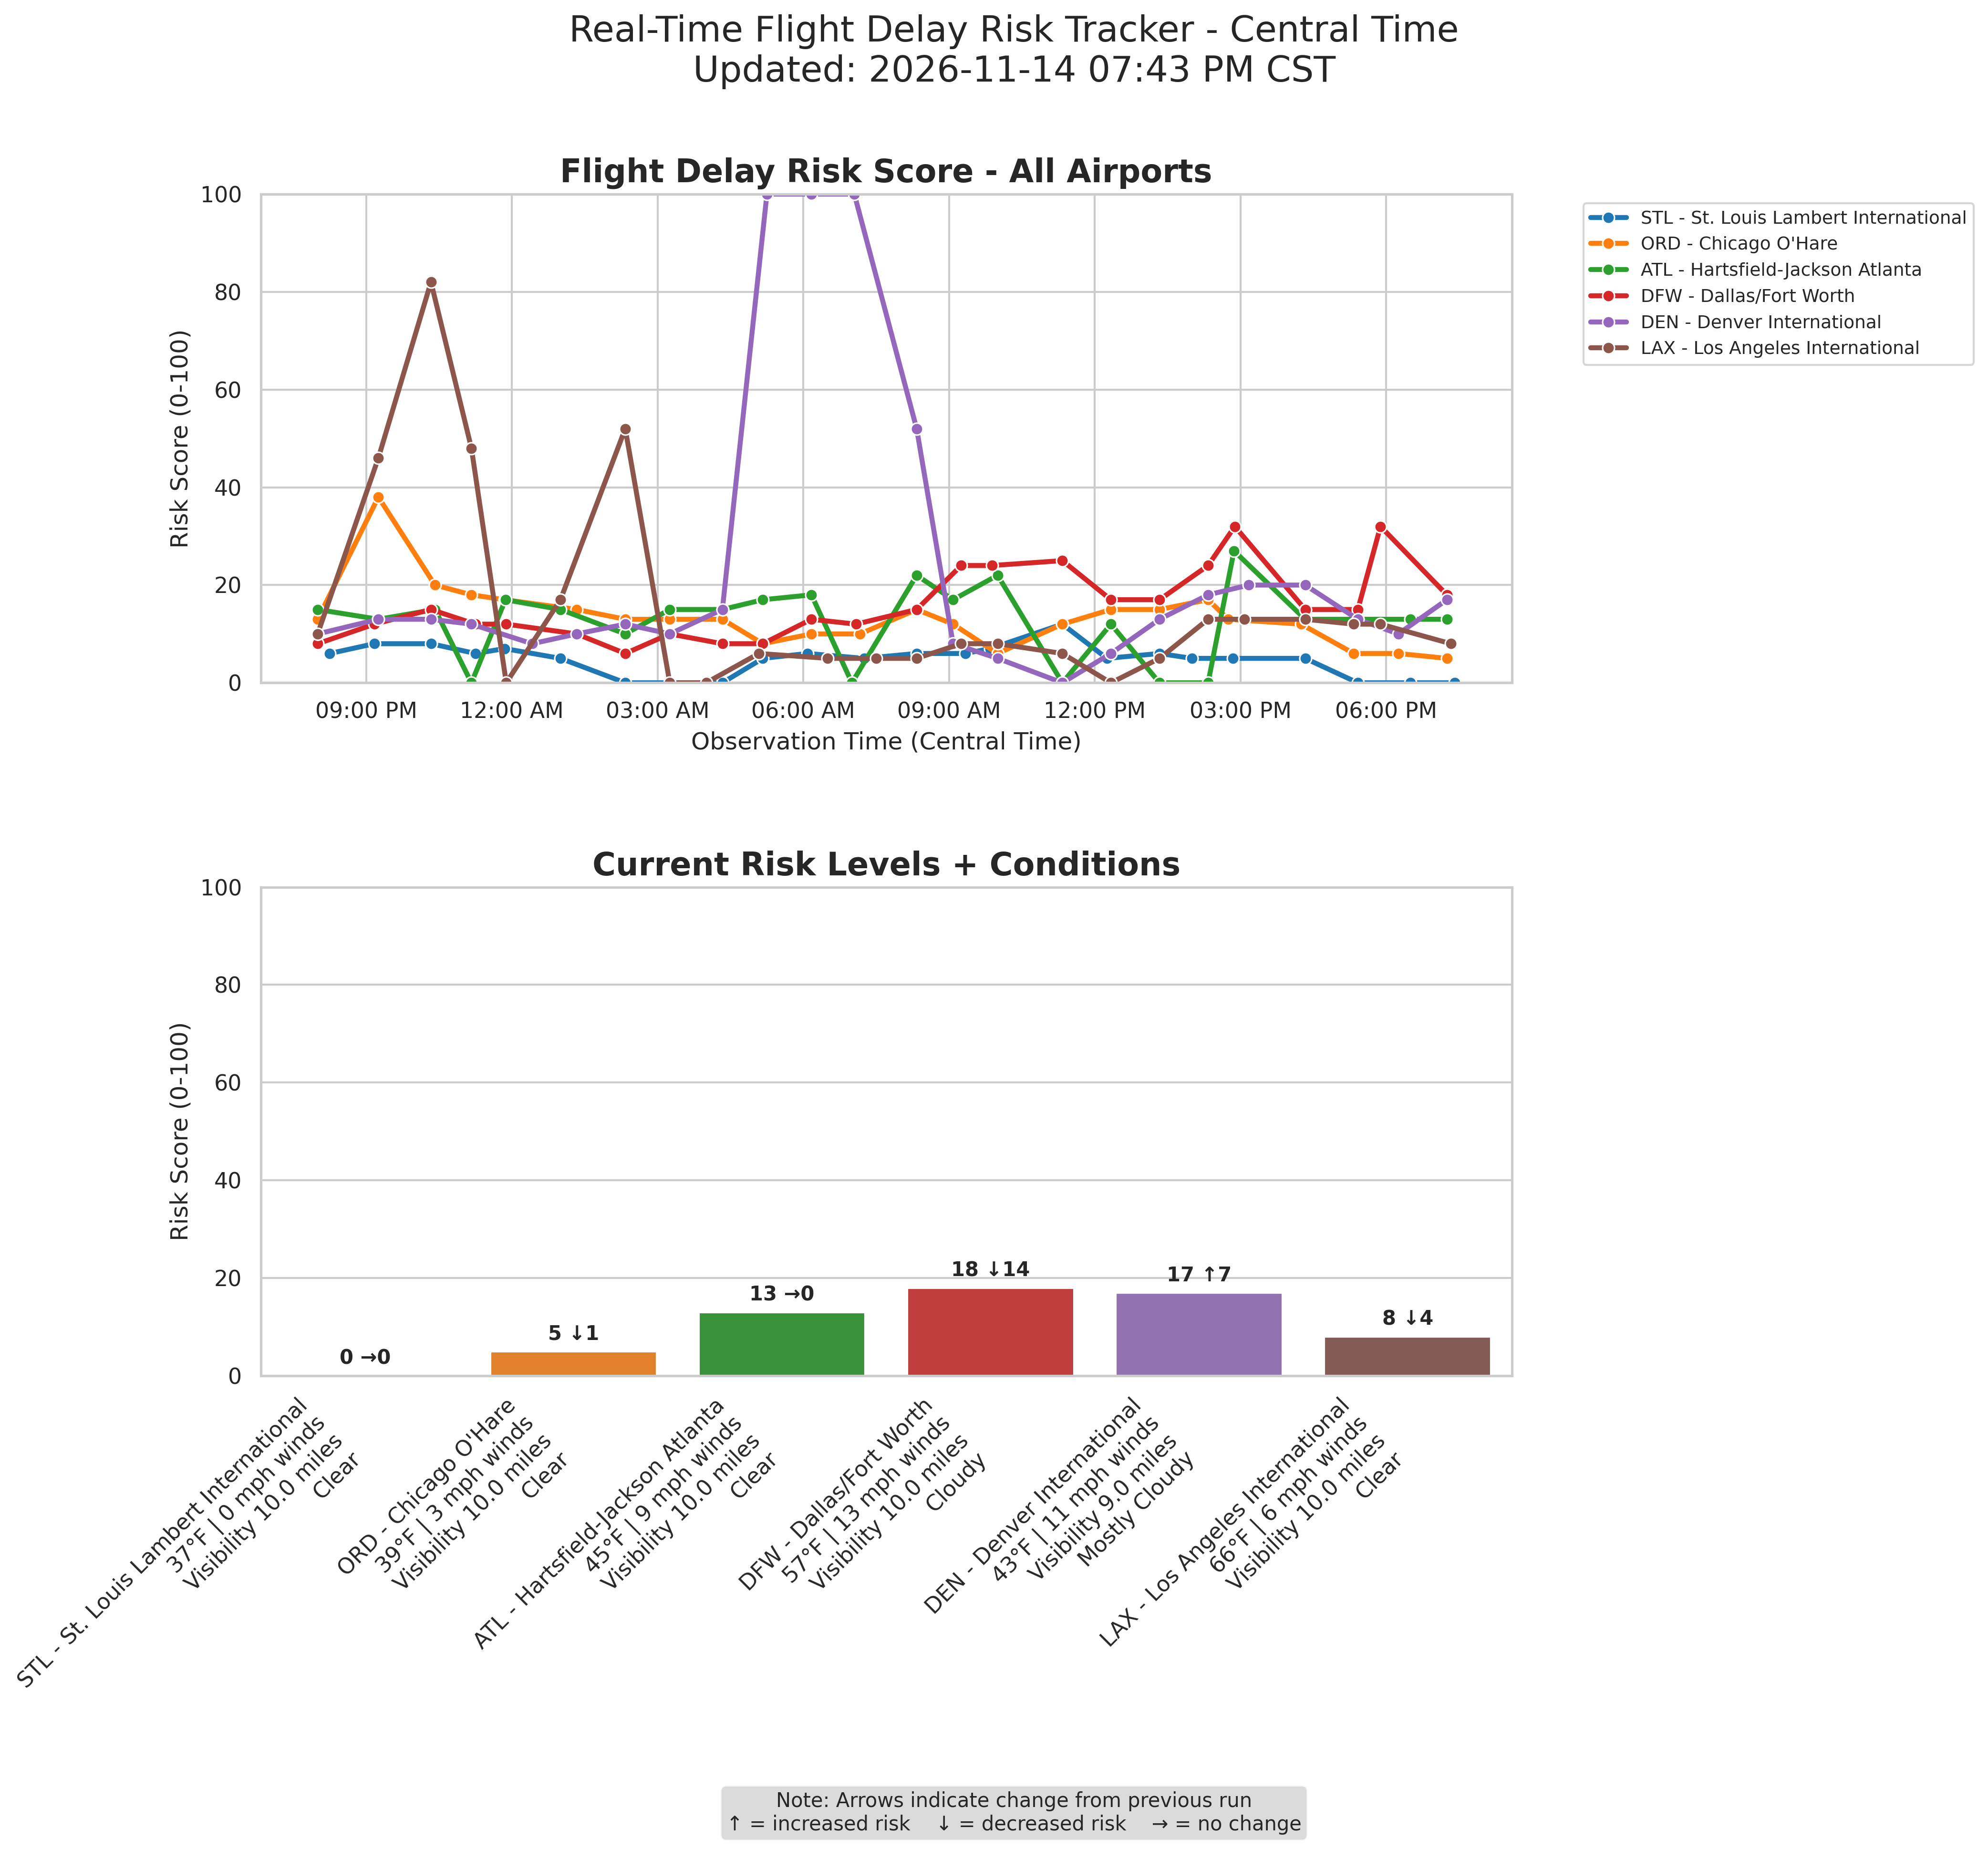 Real-Time Flight Delay Risk Tracker - Central Time
Updated: 2026-11-14 07:43 PM CST
Flight Delay Risk Score - All Airports
Risk Score (0-100)
100
80
60
40
20
0
09:00 PM
12:00 AM
03:00 AM
06:00 AM
09:00 AM
12:00 PM
03:00 PM
06:00 PM
Observation Time (Central Time)
STL - St. Louis Lambert International
ORD - Chicago O'Hare
ATL - Hartsfield-Jackson Atlanta
DFW - Dallas/Fort Worth
DEN - Denver International
LAX - Los Angeles International
Current Risk Levels + Conditions
Risk Score (0-100)
100
80
60
40
20
0
0 →0
5 ↓1
13 →0
18 ↓14
17 ↑7
8 ↓4
STL - St. Louis Lambert International
37°F | 0 mph winds
Visibility 10.0 miles
Clear
ORD - Chicago O'Hare
39°F | 3 mph winds
Visibility 10.0 miles
Clear
ATL - Hartsfield-Jackson Atlanta
45°F | 9 mph winds
Visibility 10.0 miles
Clear
DFW - Dallas/Fort Worth
57°F | 13 mph winds
Visibility 10.0 miles
Cloudy
DEN - Denver International
43°F | 11 mph winds
Visibility 9.0 miles
Mostly Cloudy
LAX - Los Angeles International
66°F | 6 mph winds
Visibility 10.0 miles
Clear
Note: Arrows indicate change from previous run
↑ = increased risk ↓ = decreased risk → = no change